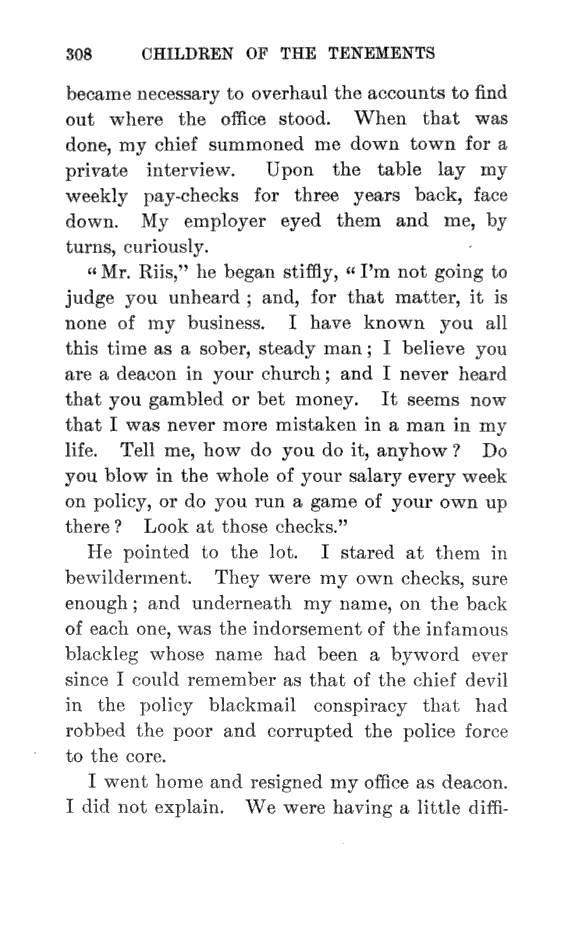 308 CHILDREN OF THE TENEMENTS
became necessary to overhaul the accounts to find
out where the office stood. When that was
done, my chief summoned me down town for a
private interview. Upon the table lay my
weekly pay-checks for three years back, face
down. My employer eyed them and me, by
turns, curiously.
“Mr. Riis,” he began stiffly, “I’m not going to
judge you unheard; and, for that matter, it is
none of my business. I have known you all
this time as a sober, steady man; I believe you
are a deacon in your church; and I never heard
that you gambled or bet money. It seems now
that I was never more mistaken in a man in my
life. Tell me, how do you do it, anyhow? Do
you blow in the whole of your salary every week
on policy, or do you run a game of your own up
there? Look at those checks.”
He pointed to the lot. I stared at them in
bewilderment. They were my own checks, sure
enough; and underneath my name, on the back
of each one, was the indorsement of the infamous
blackleg whose name had been a byword ever
since I could remember as that of the chief devil
in the policy blackmail conspiracy that had
robbed the poor and corrupted the police force
to the core.
I went home and resigned my office as deacon.
I did not explain. We were having a little diffi-